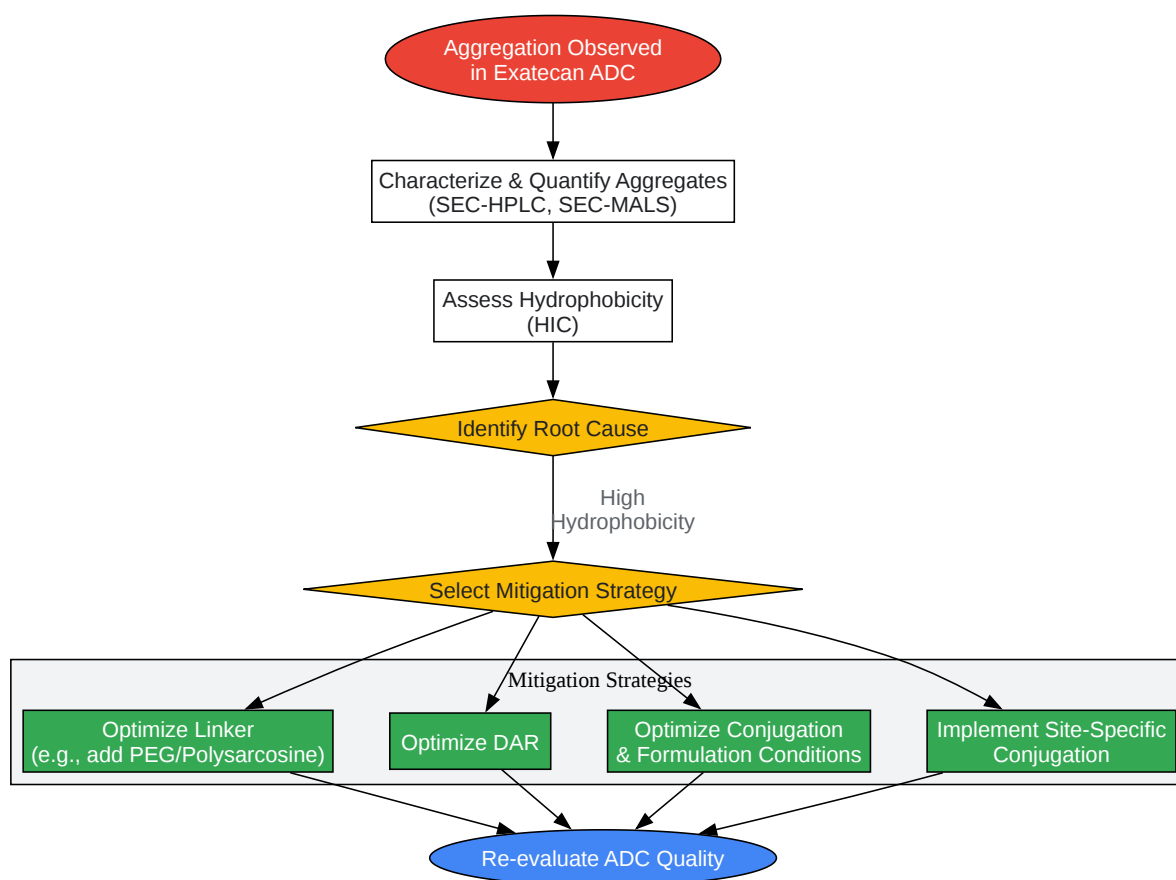 Aggregation Observed
in Exatecan ADC
Characterize & Quantify Aggregates
(SEC-HPLC, SEC-MALS)
Assess Hydrophobicity
(HIC)
Identify Root Cause
High
Hydrophobicity
Select Mitigation Strategy
Mitigation Strategies
Optimize Linker
(e.g., add PEG/Polysarcosine)
Optimize DAR
Optimize Conjugation
& Formulation Conditions
Implement Site-Specific
Conjugation
Re-evaluate ADC Quality